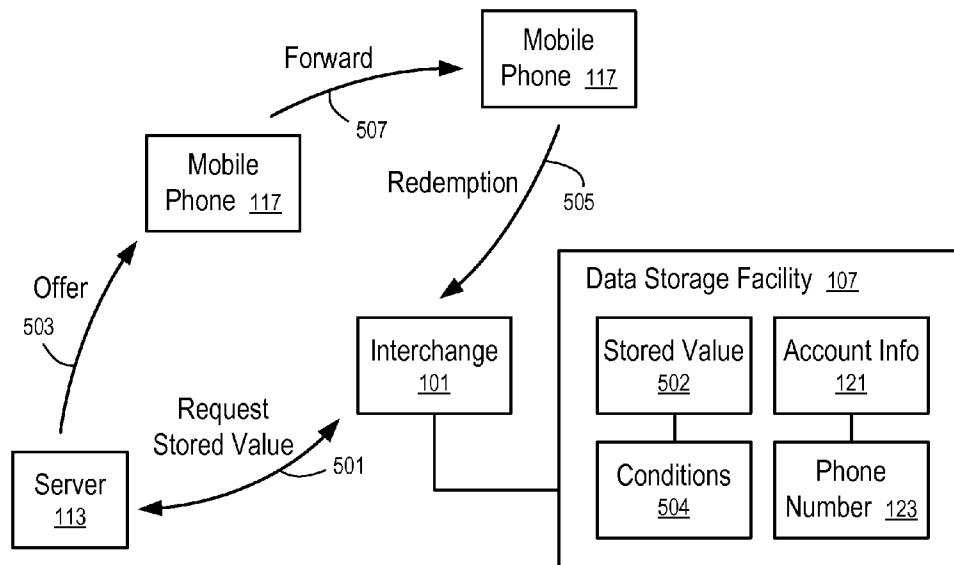 Mobile
Phone 117
Forward
507
Mobile
Phone 117
Redemption
505
Offer
503
Data Storage Facility 107
Interchange
101
Stored Value
502
Account Info
121
Request
Stored Value
501
Server
113
Conditions
504
Phone
Number 123